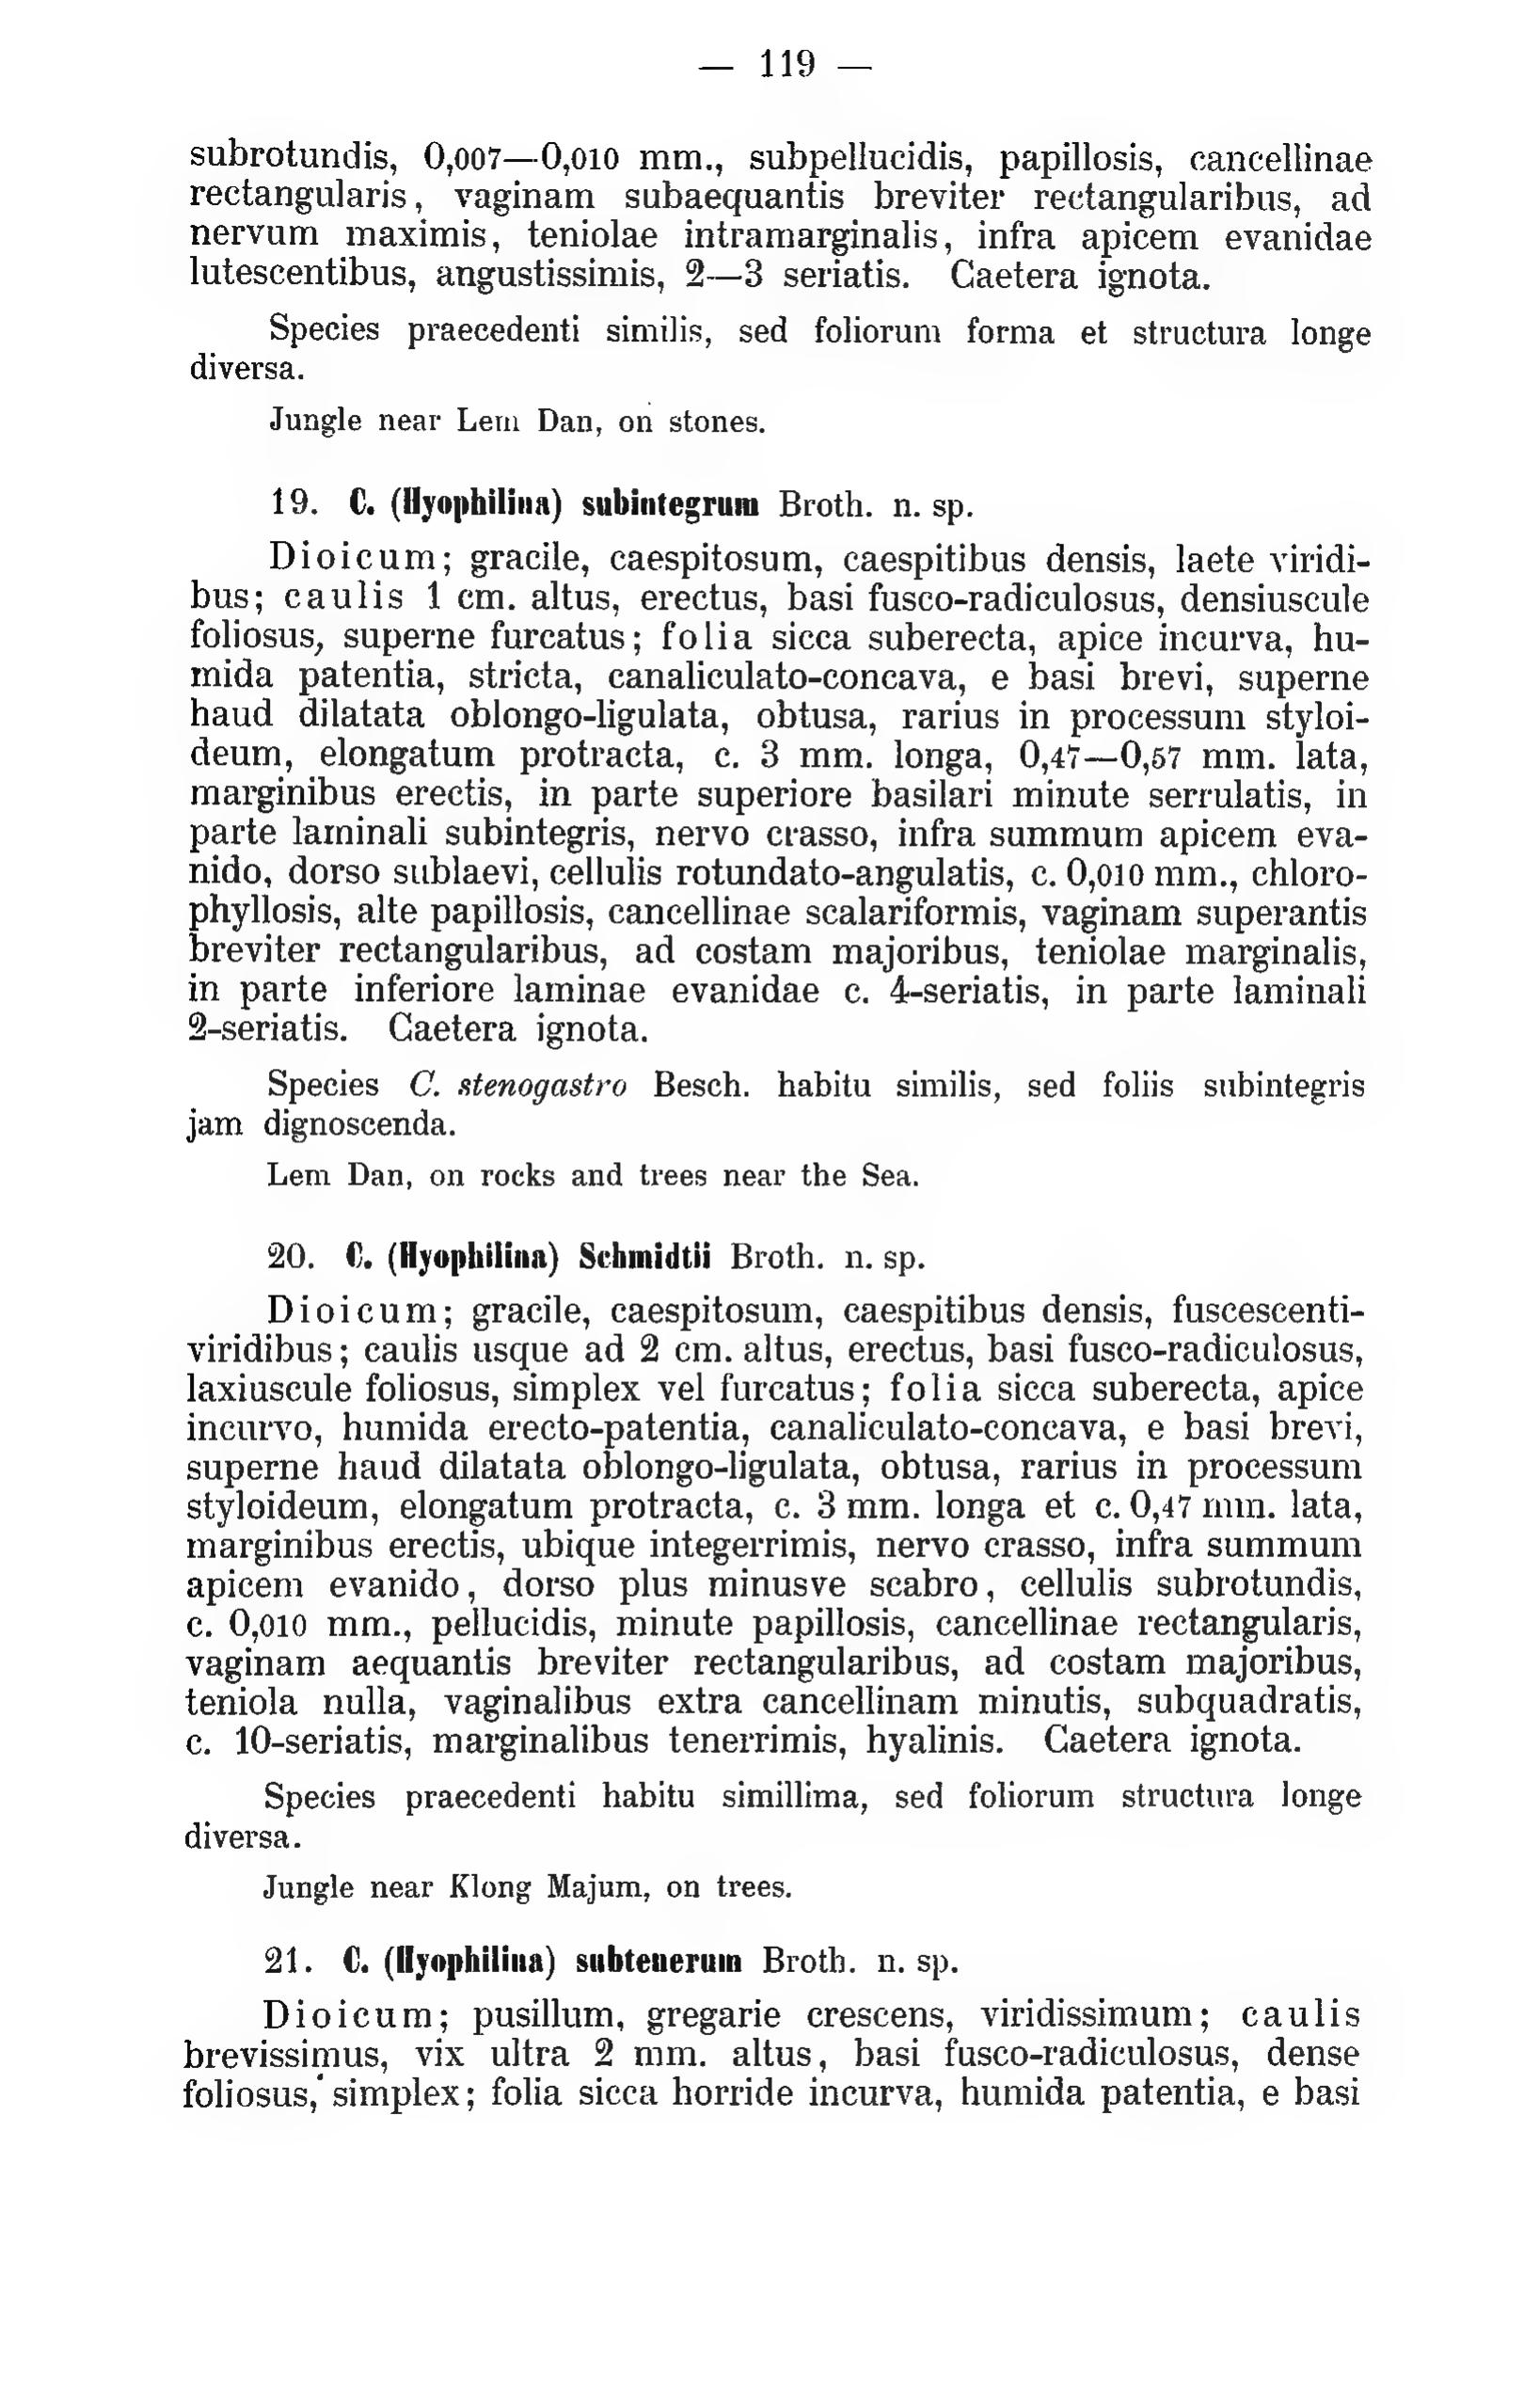 — 119 —
subrotundis, 0,007—0,010 mm., subpellucidis, papillosis, cancellinae
rectangularis, vaginam subaequantis breviter rectangularibus, ad
nervum maximis, teniolae intramarginalis, infra apicem evanidae
lutescentibus, angustissimis, 2—3 seriatis. Caetera ignota.
Species praecedenti similis, sed foliorum forma et structura longe
diversa.
Jungle near Lem Dan, on stones.
19. C. (Hyophilina) subintegrum Broth. n. sp.
Dioicum; gracile, caespitosum, caespitibus densis, laete viridi-
bus; caulis 1 cm. altus, erectus, basi fusco-radiculosus, densiuscule
foliosus, superne furcatus; folia sicca suberecta, apice incurva, hu-
mida patentia, stricta, canaliculato-concava, e basi brevi, superne
haud dilatata oblongo-ligulata, obtusa, rarius in processum styloi-
deum, elongatum protracta, c. 3 mm. longa, 0,47—0,57 mm. lata,
marginibus erectis, in parte superiore basilari minute serrulatis, in
parte laminali subintegris, nervo crasso, infra summum apicem eva-
nido, dorso sublaevi, cellulis rotundato-angulatis, c. 0,010 mm., chloro-
phyllosis, alte papillosis, cancellinae scalariformis, vaginam superantis
breviter rectangularibus, ad costam majoribus, teniolae marginalis,
in parte inferiore laminae evanidae c. 4-seriatis, in parte laminali
2-seriatis. Caetera ignota.
Species C. stenogastro Besch. habitu similis, sed foliis subintegris
jam dignoscenda.
Lem Dan, on rocks and trees near the Sea.
20. C. (Hyophilina) Schmidtii Broth. n. sp.
Dioicum; gracile, caespitosum, caespitibus densis, fuscescenti-
viridibus; caulis usque ad 2 cm. altus, erectus, basi fusco-radiculosus,
laxiuscule foliosus, simplex vel furcatus; folia sicca suberecta, apice
incurvo, humida erecto-patentia, canaliculato-concava, e basi brevi,
superne haud dilatata oblongo-ligulata, obtusa, rarius in processum
styloideum, elongatum protracta, c. 3 mm. longa et c. 0,47 mm. lata,
marginibus erectis, ubique integerrimis, nervo crasso, infra summum
apicem evanido, dorso plus minusve scabro, cellulis subrotundis,
c. 0,010 mm., pellucidis, minute papillosis, cancellinae rectangularis,
vaginam aequantis breviter rectangularibus, ad costam majoribus,
teniola nulla, vaginalibus extra cancellinam minutis, subquadratis,
c. 10-seriatis, marginalibus tenerrimis, hyalinis. Caetera ignota.
Species praecedenti habitu simillima, sed foliorum structura longe
diversa.
Jungle near Klong Majum, on trees.
21. C. (Hyophilina) subtenerum Broth. n. sp.
Dioicum; pusillum, gregarie crescens, viridissimum; caulis
brevissimus, vix ultra 2 mm. altus, basi fusco-radiculosus, dense
foliosus, simplex; folia sicca horride incurva, humida patentia, e basi